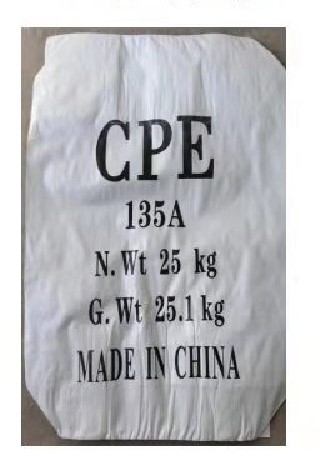 CPE
135A
N. Wt 25 kg
G. Wt 25.1 kg
MADE IN CHINA